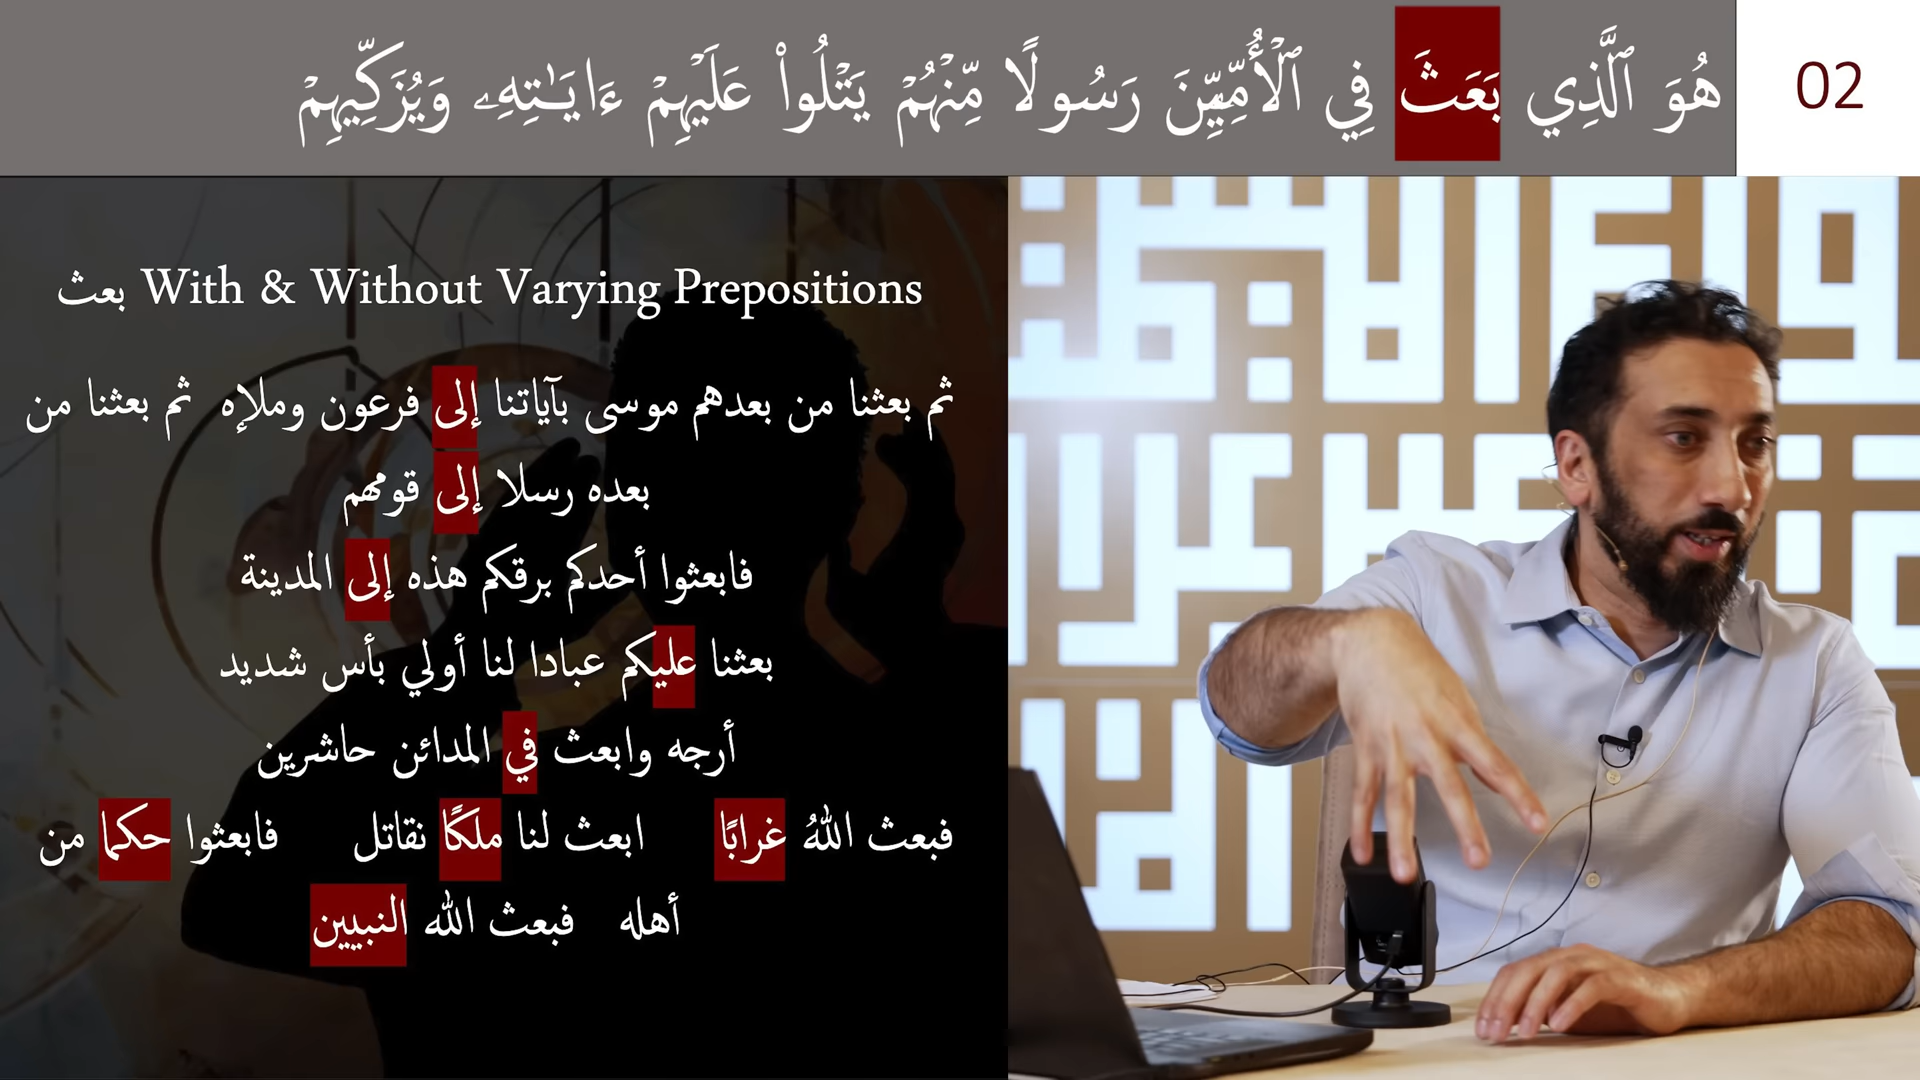 هُوَ ٱلَّذِي بَعَثَ فِي ٱلْأُمِّيِّـۧنَ رَسُولًا مِّنْهُمْ يَتْلُوا۟ عَلَيْهِمْ ءَايَـٰتِهِۦ وَيُزَكِّيهِمْ
02
بعث With & Without Varying Prepositions
ثم بعثنا من بعدهم موسى بآياتنا إلى فرعون وملإه ثم بعثنا من
بعده رسلا إلى قومهم
فابعثوا أحدكم برقكم هذه إلى المدينة
بعثنا عليكم عبادا لنا أولي بأس شديد
أرجه وابعث في المدائن حاشرين
فبعث اللهُ غرابًا ابعث لنا ملكًا نقاتل فابعثوا حكما من
أهله فبعث الله النبيين